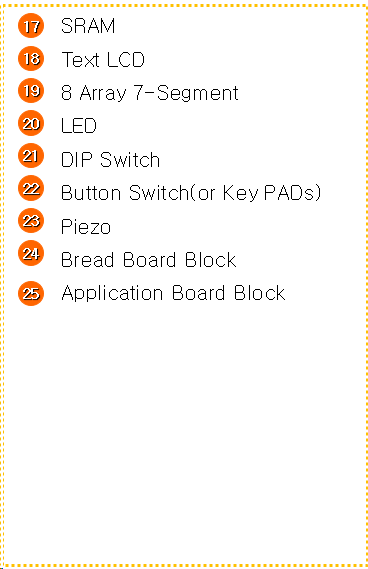 17 SRAM
18 Text LCD
19 8 Array 7-Segment
20 LED
21 DIP Switch
22 Button Switch(or Key PADs)
23 Piezo
24 Bread Board Block
25 Application Board Block